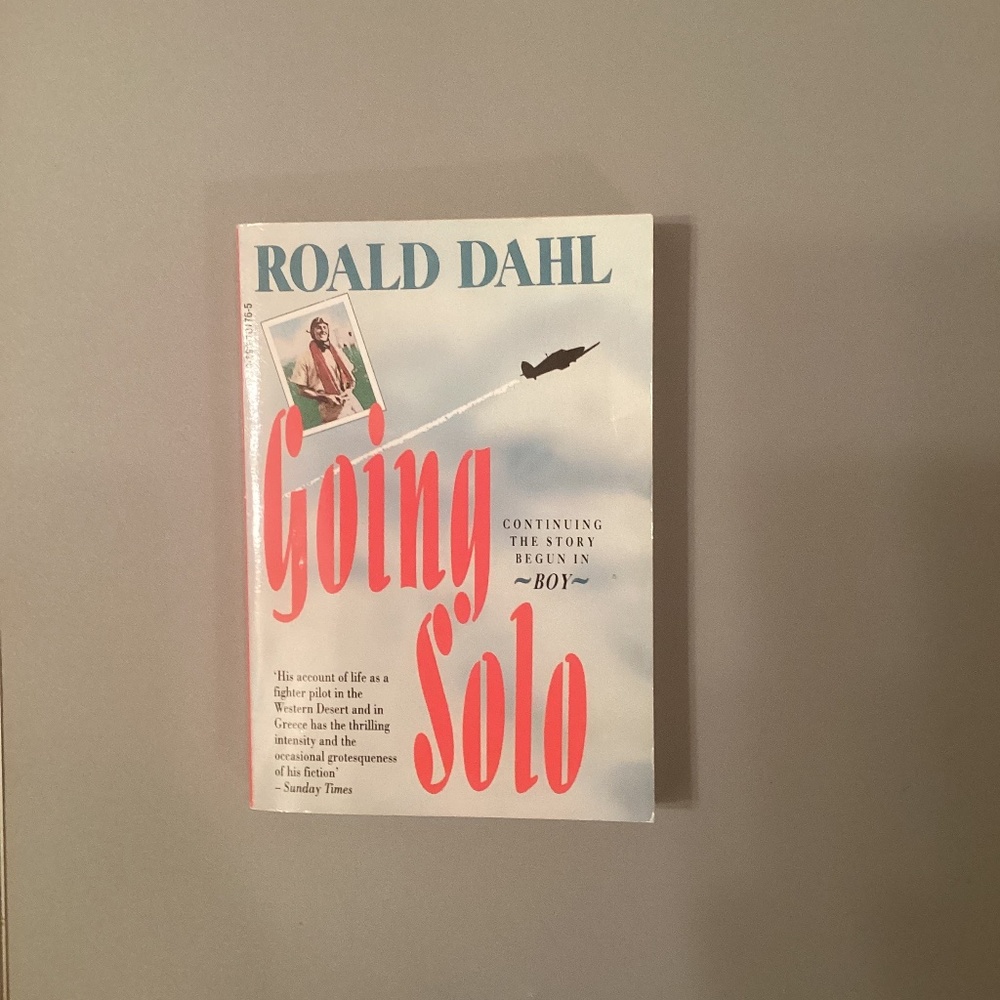 ROALD DAHL
Going
CONTINUING
THE STORY
BEGUN IN
~BOY~
Solo
‘His account of life as a
fighter pilot in the
Western Desert and in
Greece has the thrilling
intensity and the
occasional grotesqueness
of his fiction’
– Sunday Times